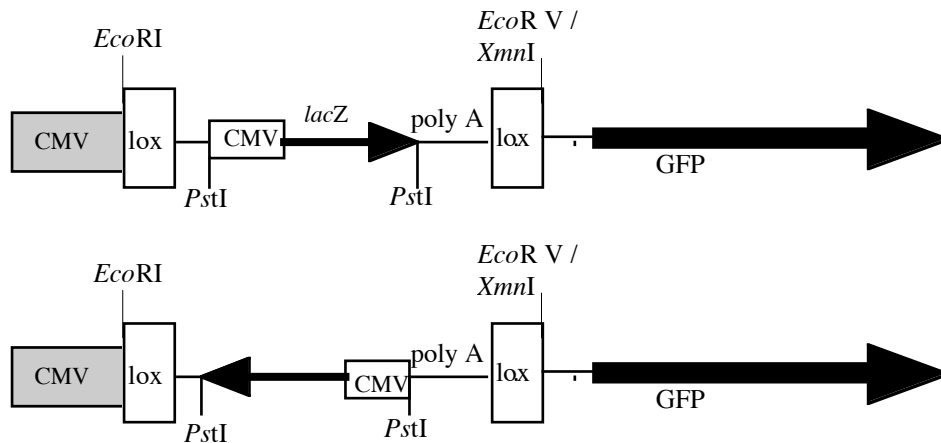 EcoR V /
EcoRI
XmnI
lacZ
poly A
CMV
lox
CMV
lox
GFP
PstI
PstI
EcoR V /
EcoRI
XmnI
poly A
CMV
lox
CMV
lox
GFP
PstI
PstI